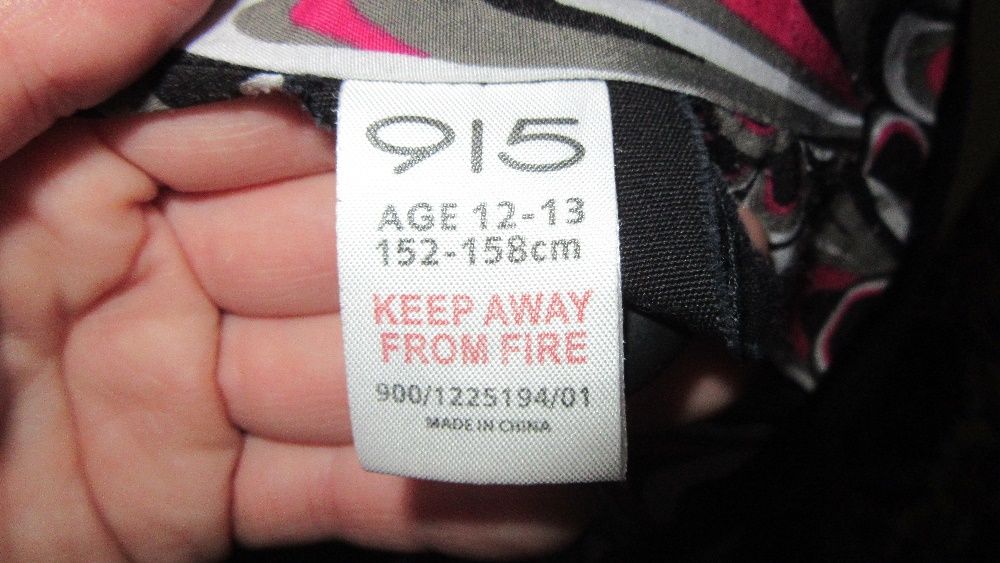 915
AGE 12-13
152-158cm
KEEP AWAY
FROM FIRE
900/1225194/01
MADE IN CHINA